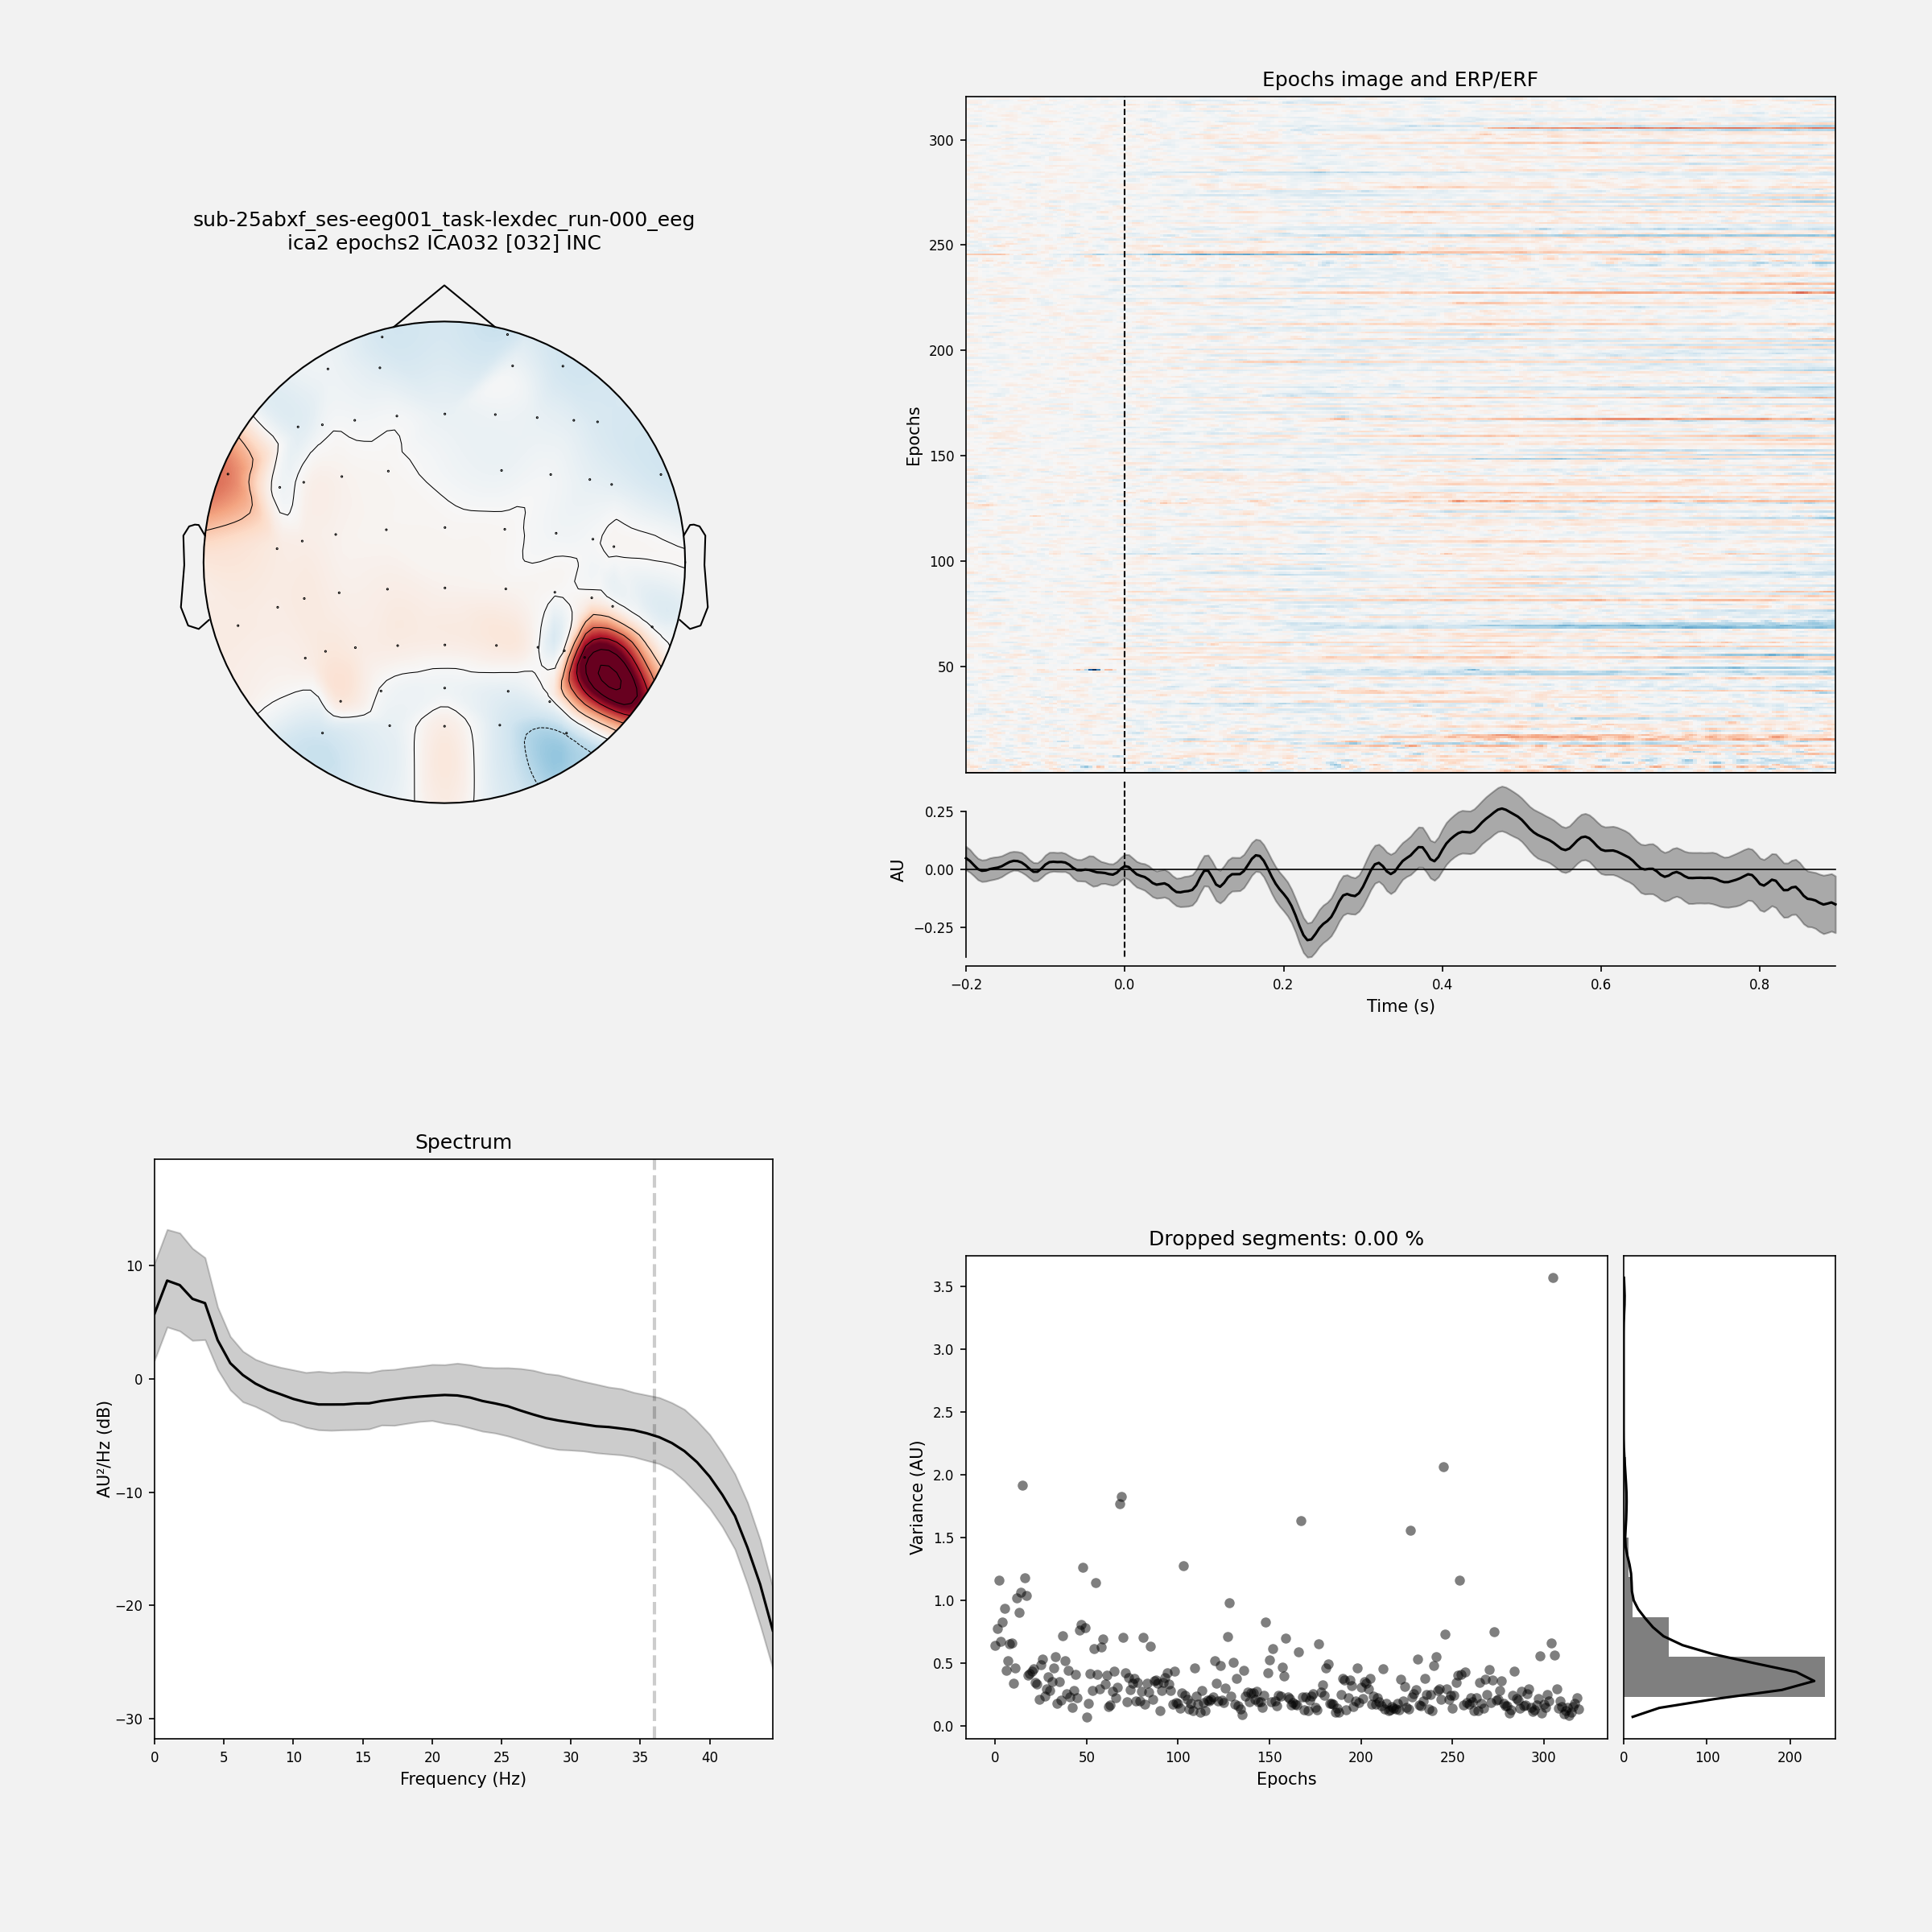 sub-25abxf_ses-eeg001_task-lexdec_run-000_eeg
ica2 epochs2 ICA032 [032] INC
Epochs image and ERP/ERF
Epochs
300
250
200
150
100
50
AU
0.25
0.00
−0.25
−0.2 0.0 0.2 0.4 0.6 0.8
Time (s)
Spectrum
AU²/Hz (dB)
10
0
−10
−20
−30
0 5 10 15 20 25 30 35 40
Frequency (Hz)
Dropped segments: 0.00 %
Variance (AU)
3.5
3.0
2.5
2.0
1.5
1.0
0.5
0.0
0 50 100 150 200 250 300
Epochs
0 100 200